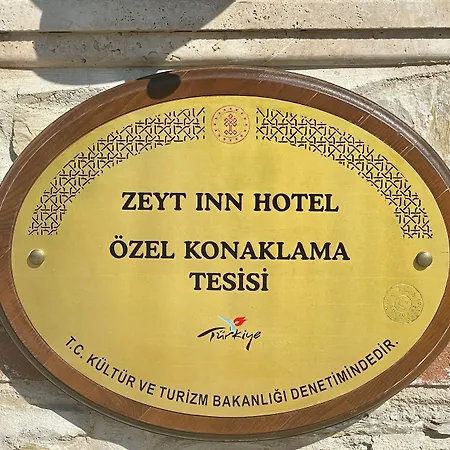 ZEYT INN HOTEL
ÖZEL KONAKLAMA
TESİSİ
Türkiye
T.C. KÜLTÜR VE TURİZM BAKANLIĞI DENETİMİNDEDİR.